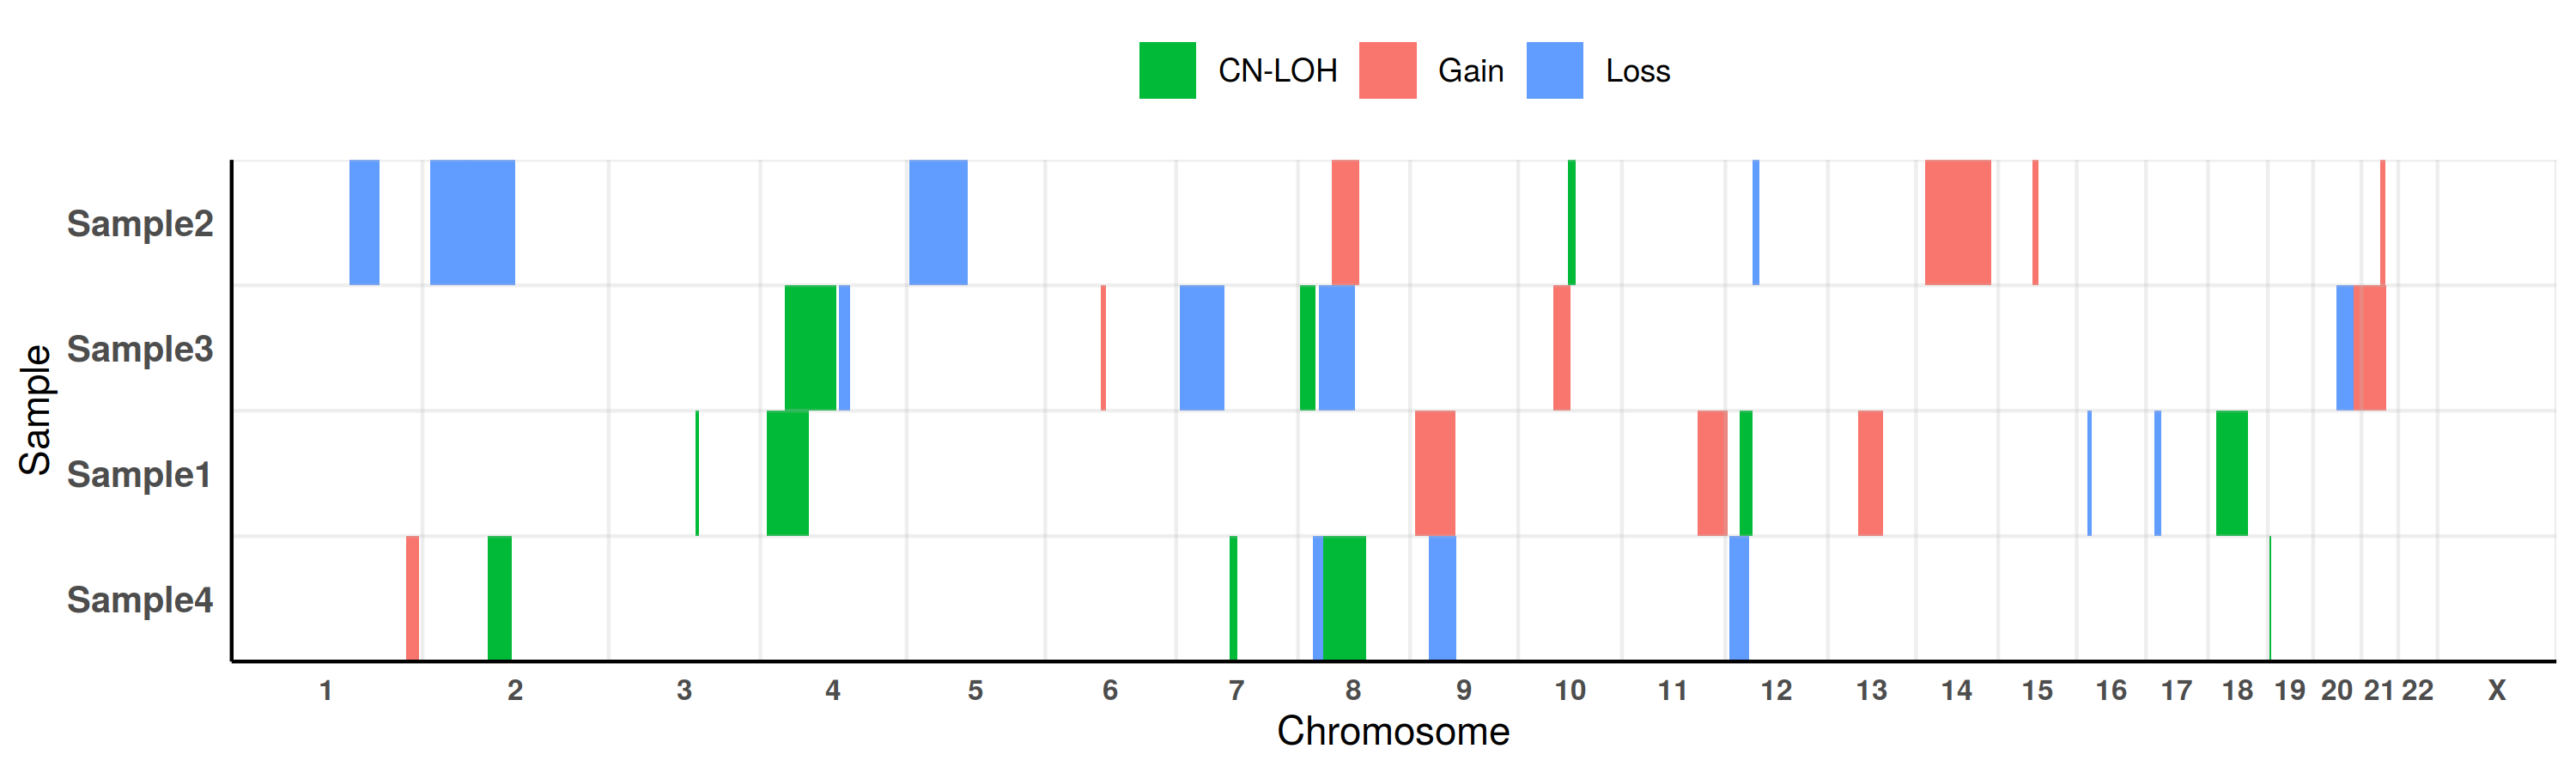 CN-LOH Gain Loss
Sample
Sample2
Sample3
Sample1
Sample4
1 2 3 4 5 6 7 8 9 10 11 12 13 14 15 16 17 18 19 20 21 22 X
Chromosome